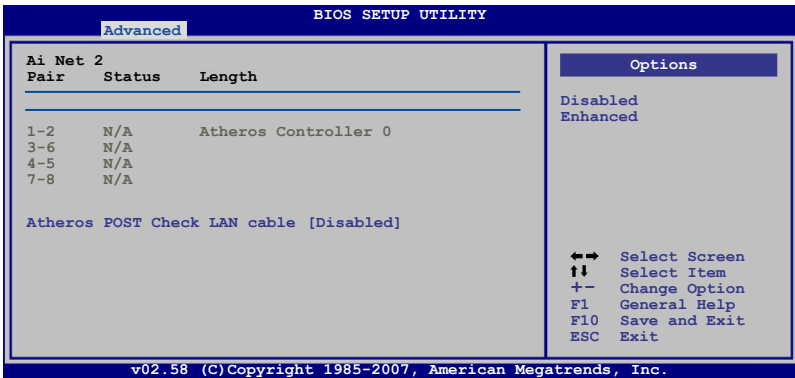 BIOS SETUP UTILITY
Advanced
Ai Net 2
Pair Status Length
1-2 N/A Atheros Controller 0
3-6 N/A
4-5 N/A
7-8 N/A
Atheros POST Check LAN cable [Disabled]
Options
Disabled
Enhanced
←→ Select Screen
↑↓ Select Item
+- Change Option
F1 General Help
F10 Save and Exit
ESC Exit
v02.58 (C)Copyright 1985-2007, American Megatrends, Inc.